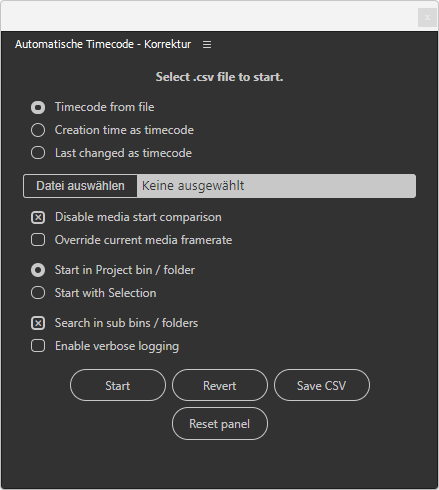 Automatische Timecode - Korrektur
Select .csv file to start.
Timecode from file
Creation time as timecode
Last changed as timecode
Datei auswählen Keine ausgewählt
Disable media start comparison
Override current media framerate
Start in Project bin / folder
Start with Selection
Search in sub bins / folders
Enable verbose logging
Start Revert Save CSV
Reset panel